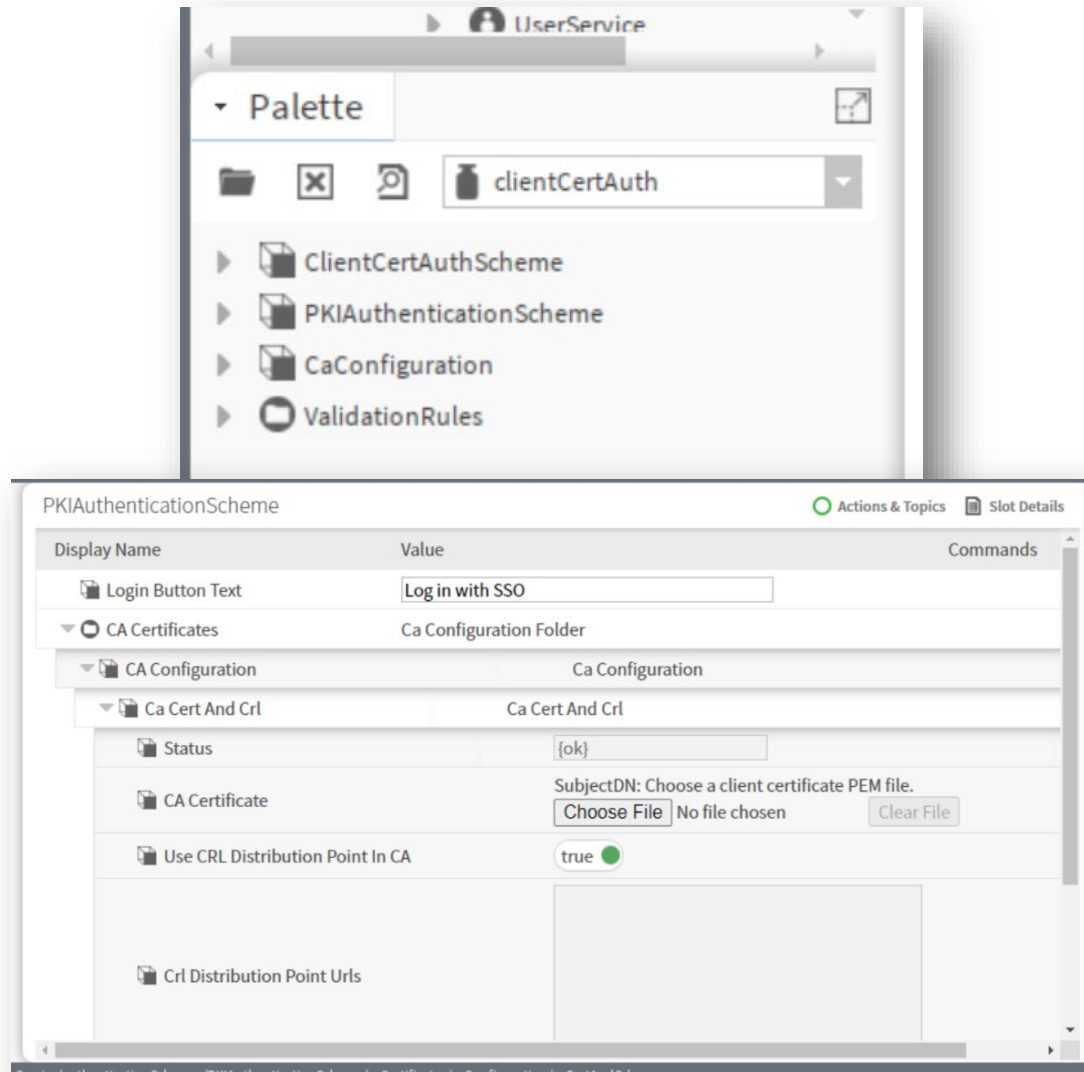 UserService
Palette
clientCertAuth
ClientCertAuthScheme
PKIAuthenticationScheme
CaConfiguration
ValidationRules
PKIAuthenticationScheme Actions & Topics Slot Details
Display Name Value Commands
Login Button Text Log in with SSO
CA Certificates Ca Configuration Folder
CA Configuration Ca Configuration
Ca Cert And Crl Ca Cert And Crl
Status {ok}
SubjectDN: Choose a client certificate PEM file.
CA Certificate Choose File No file chosen Clear File
Use CRL Distribution Point In CA true
Crl Distribution Point Urls